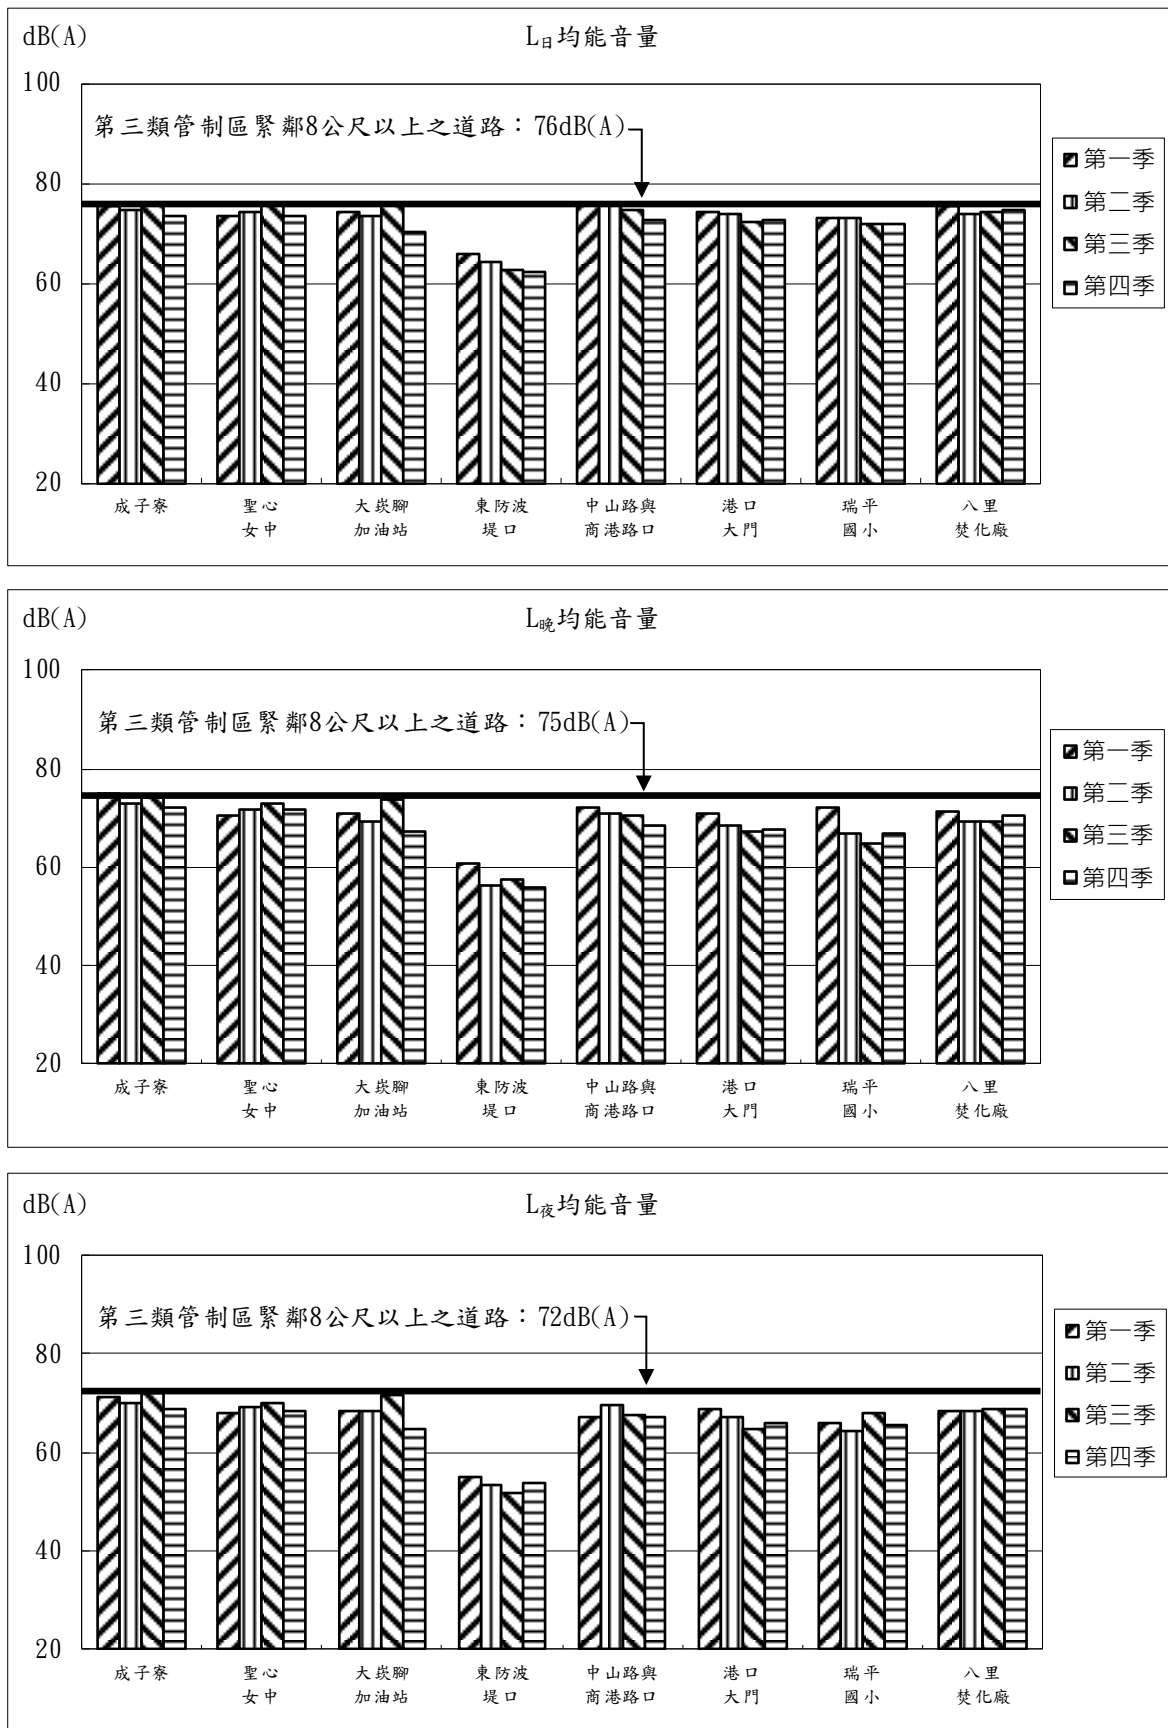 dB(A)
L日均能音量
100
第三類管制區緊鄰8公尺以上之道路：76dB(A)
80
60
40
20
第一季
第二季
第三季
第四季
成子寮 聖心 大崁腳 東防波 中山路與 港口 瑞平 八里
女中 加油站 堤口 商港路口 大門 國小 焚化廠
dB(A)
L晚均能音量
100
第三類管制區緊鄰8公尺以上之道路：75dB(A)
80
60
40
20
第一季
第二季
第三季
第四季
成子寮 聖心 大崁腳 東防波 中山路與 港口 瑞平 八里
女中 加油站 堤口 商港路口 大門 國小 焚化廠
dB(A)
L夜均能音量
100
第三類管制區緊鄰8公尺以上之道路：72dB(A)
80
60
40
20
第一季
第二季
第三季
第四季
成子寮 聖心 大崁腳 東防波 中山路與 港口 瑞平 八里
女中 加油站 堤口 商港路口 大門 國小 焚化廠